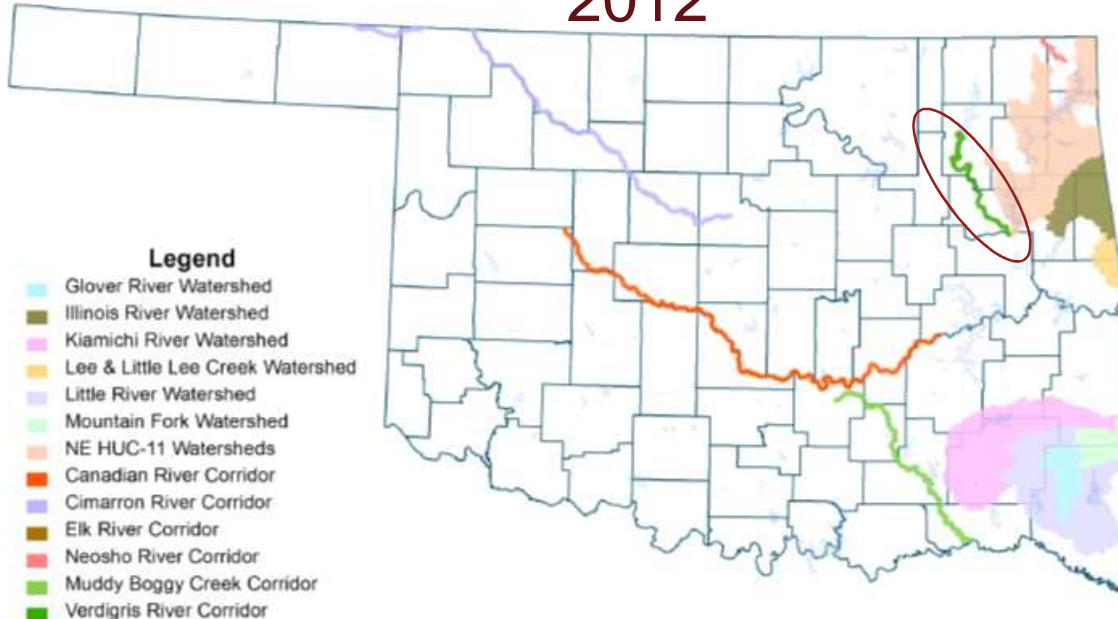 2012
Legend
Glover River Watershed
Illinois River Watershed
Kiamichi River Watershed
Lee & Little Lee Creek Watershed
Little River Watershed
Mountain Fork Watershed
NE HUC-11 Watersheds
Canadian River Corridor
Cimarron River Corridor
Elk River Corridor
Neosho River Corridor
Muddy Boggy Creek Corridor
Verdigris River Corridor